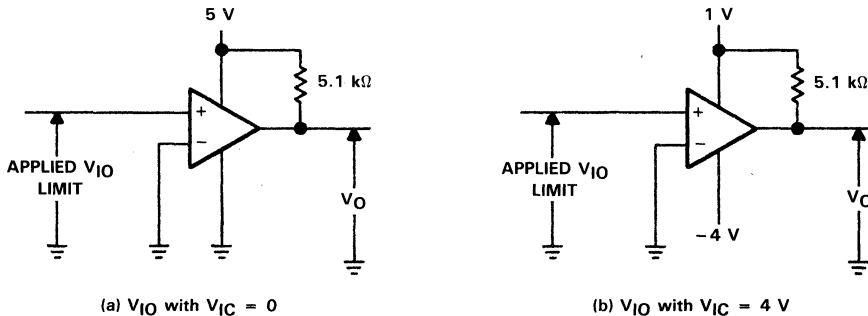 5 V
5.1 kΩ
+
−
APPLIED VIO
LIMIT
VO
(a) VIO with VIC = 0
1 V
5.1 kΩ
+
−
APPLIED VIO
LIMIT
−4 V
VO
(b) VIO with VIC = 4 V